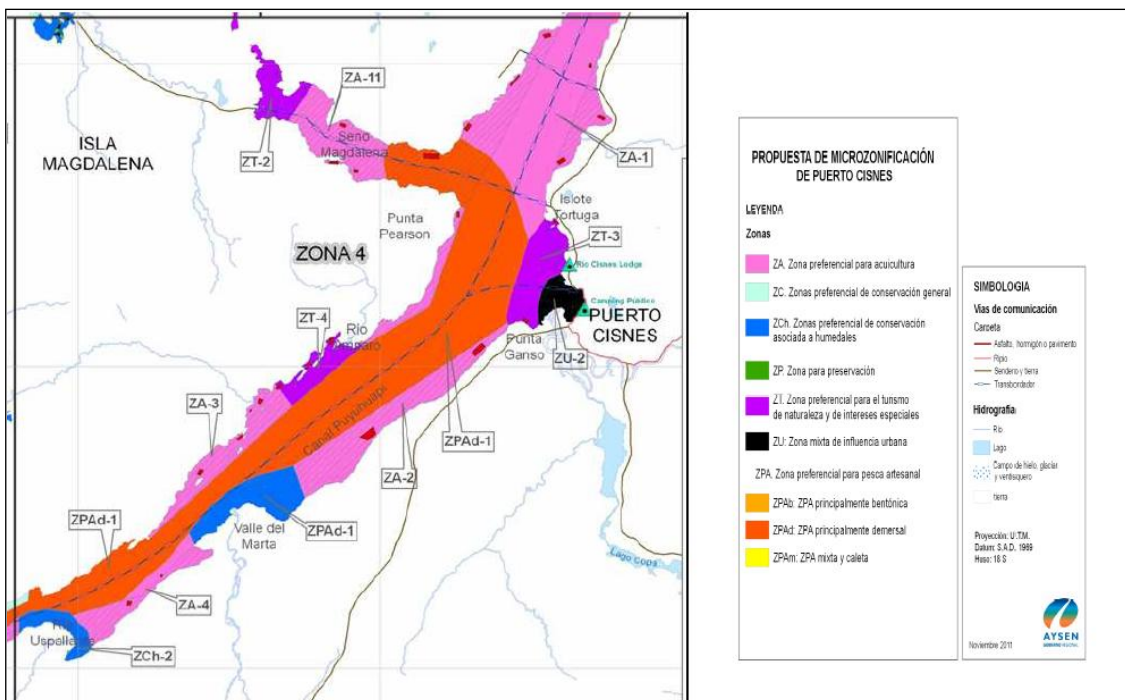 ZA-11
ISLA
MAGDALENA
ZT-2
Seno
Magdalena
ZA-1
Islote
Tortuga
Punta
Pearson
ZT-3
ZONA 4
Río Cisnes Lodge
Camping Público
PUERTO
CISNES
ZT-4
Río
Amparo
Punta
Ganso
ZU-2
ZA-3
Canal Puyuhuapi
ZPAd-1
ZA-2
ZPAd-1
ZPAd-1
Valle del
Marta
Lago Cops
ZA-4
Uspallante
ZCh-2
PROPUESTA DE MICROZONIFICACIÓN
DE PUERTO CISNES
LEYENDA
Zonas
ZA. Zona preferencial para acuicultura
ZC. Zonas preferencial de conservación general
ZCh. Zonas preferencial de conservación
asociada a humedales
ZP. Zona para preservación
ZT. Zona preferencial para el turismo
de naturaleza y de intereses especiales
ZU: Zona mixta de influencia urbana
ZPA. Zona preferencial para pesca artesanal
ZPAb: ZPA principalmente bentónica
ZPAd: ZPA principalmente demersal
ZPAm: ZPA mixta y caleta
SIMBOLOGIA
Vias de comunicación
Carpeta
Asfalto, hormigón o pavimento
Ripio
Sendero y tierra
Transbordador
Hidrografía
Río
Lago
Campo de hielo, glaciar
y ventisquero
tierra
Proyección: U.T.M.
Datum: S.A.D. 1969
Huso: 18 S
Noviembre 2011
AYSEN
GOBIERNO REGIONAL